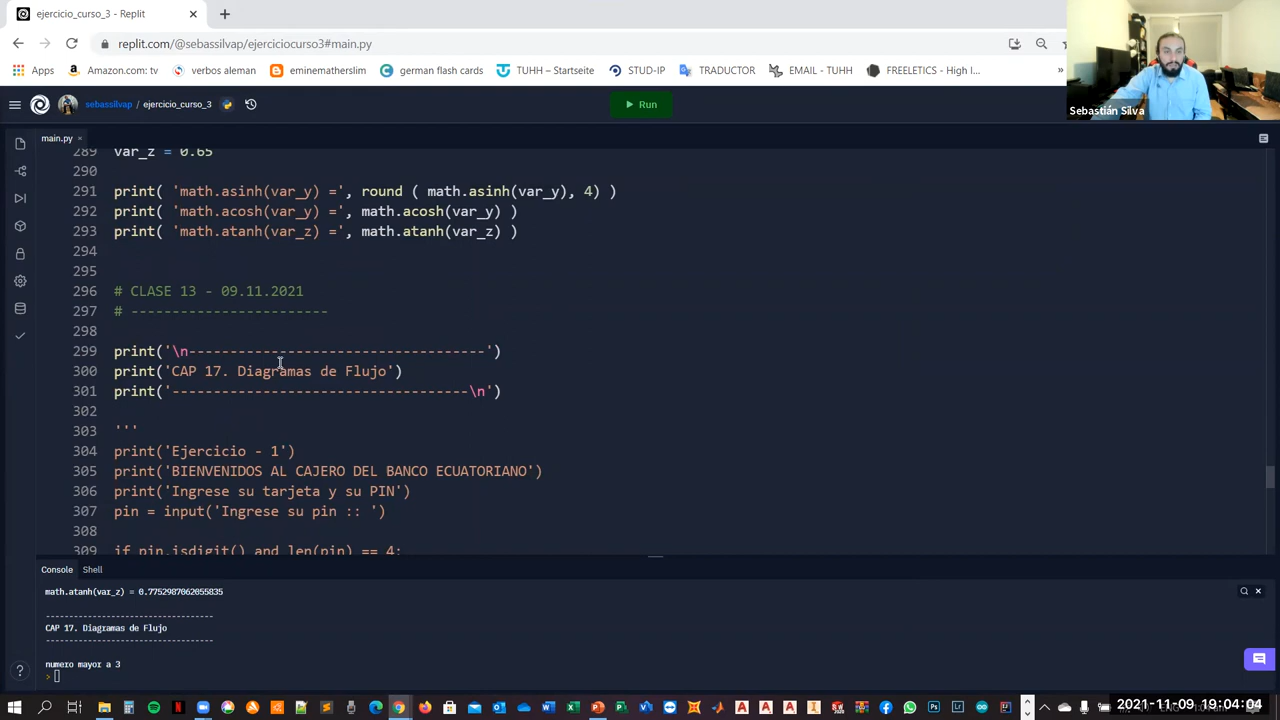 ejercicio_curso_3 - Replit
replit.com/@sebassilvap/ejerciciocurso3#main.py
Apps Amazon.com: tv verbos aleman eminemathslim german flash card TUHH – Startseite STUD-IP TRADUCTOR EMAIL - TUHH FREELETICS - High I... »
Sebastián Silva
sebassilvap / ejercicio_curso_3
Run
main.py
289 var_z = 0.65
290
291 print( 'math.asinh(var_y) =', round ( math.asinh(var_y), 4) )
292 print( 'math.acosh(var_y) =', math.acosh(var_y) )
293 print( 'math.atanh(var_z) =', math.atanh(var_z) )
294
295
296 # CLASE 13 - 09.11.2021
297 # ------------------------
298
299 print('\n------------------------------------')
300 print('CAP 17. Diagramas de Flujo')
301 print('------------------------------------\n')
302
303 '''
304 print('Ejercicio - 1')
305 print('BIENVENIDOS AL CAJERO DEL BANCO ECUATORIANO')
306 print('Ingrese su tarjeta y su PIN')
307 pin = input('Ingrese su pin :: ')
308
309 if pin.isdigit() and len(pin) == 4:
Console Shell
math.atanh(var_z) = 0.7752987062055835
------------------------------------
CAP 17. Diagramas de Flujo
------------------------------------
numero mayor a 3
>
2021-11-09 19:04:04